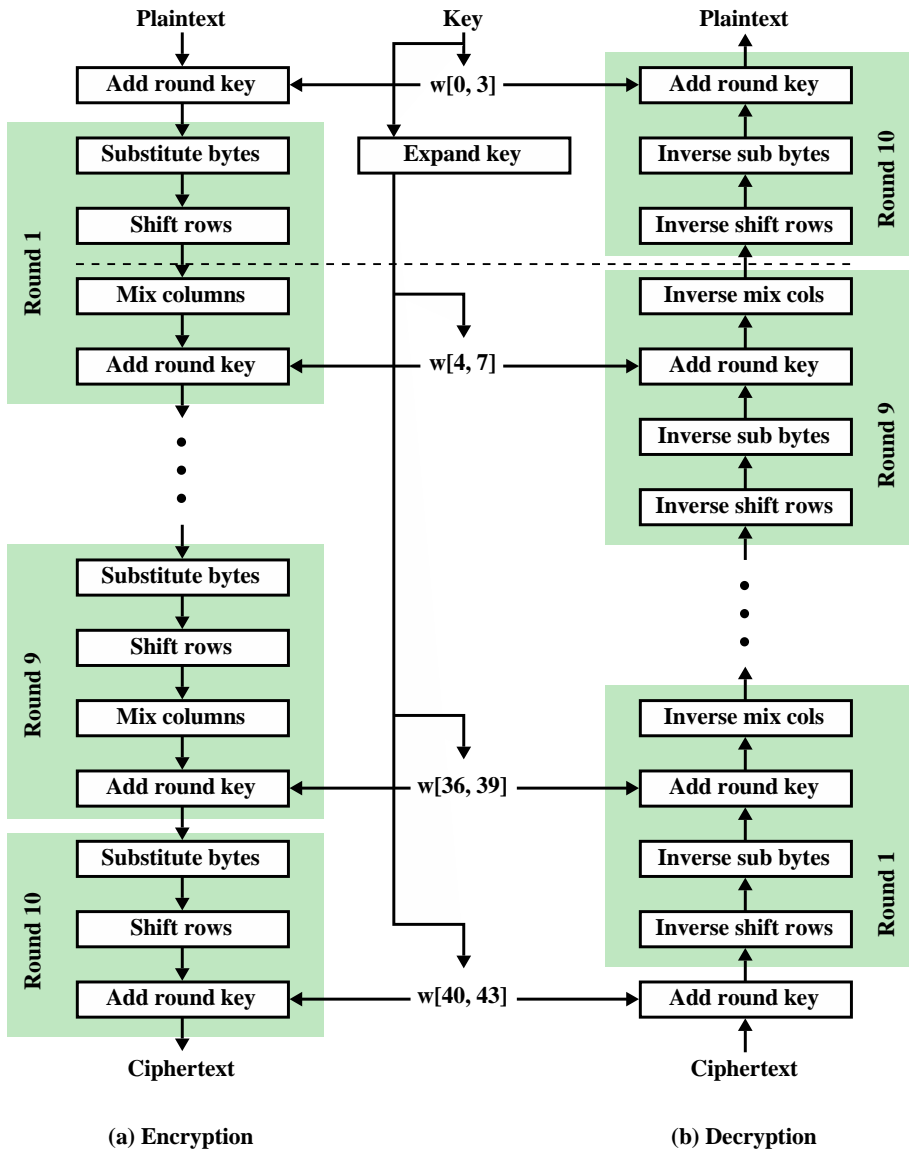 Plaintext
Key
Plaintext
Add round key
w[0, 3]
Add round key
Substitute bytes
Expand key
Inverse sub bytes
Round 10
Shift rows
Inverse shift rows
Round 1
Mix columns
Inverse mix cols
Add round key
w[4, 7]
Add round key
Inverse sub bytes
Round 9
Inverse shift rows
Substitute bytes
Shift rows
Round 9
Mix columns
Inverse mix cols
Add round key
w[36, 39]
Add round key
Substitute bytes
Inverse sub bytes
Round 1
Shift rows
Inverse shift rows
Round 10
Add round key
w[40, 43]
Add round key
Ciphertext
Ciphertext
(a) Encryption
(b) Decryption